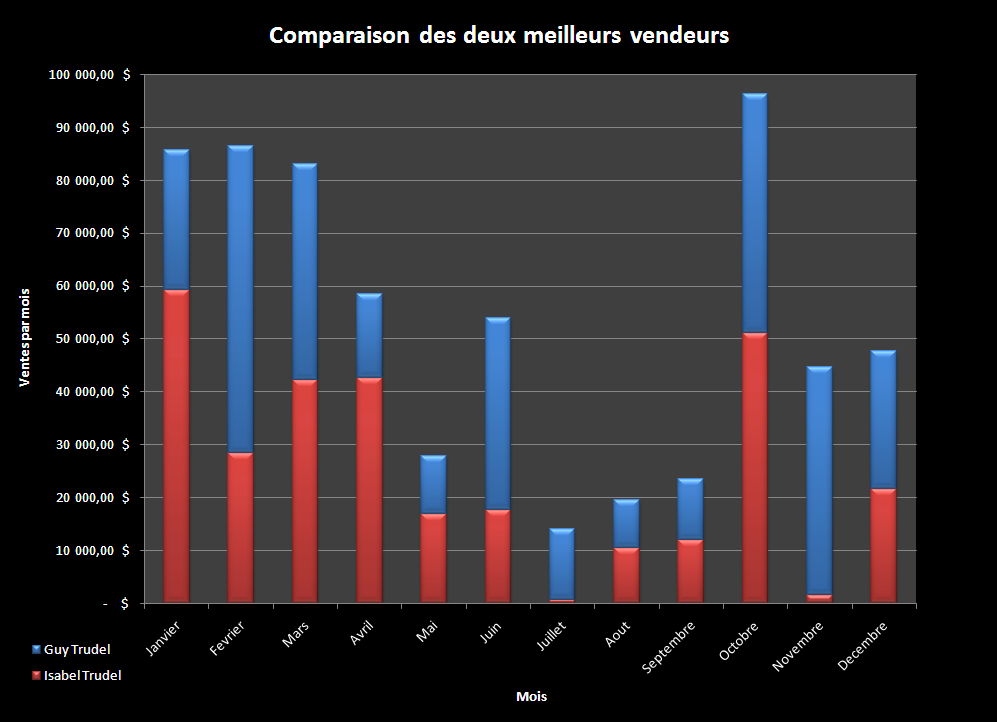 Comparaison des deux meilleurs vendeurs
100 000,00 $
90 000,00 $
80 000,00 $
70 000,00 $
60 000,00 $
50 000,00 $
40 000,00 $
30 000,00 $
20 000,00 $
10 000,00 $
- $
Ventes par mois
Janvier
Fevrier
Mars
Avril
Mai
Juin
Juillet
Aout
Septembre
Octobre
Novembre
Decembre
Guy Trudel
Isabel Trudel
Mois